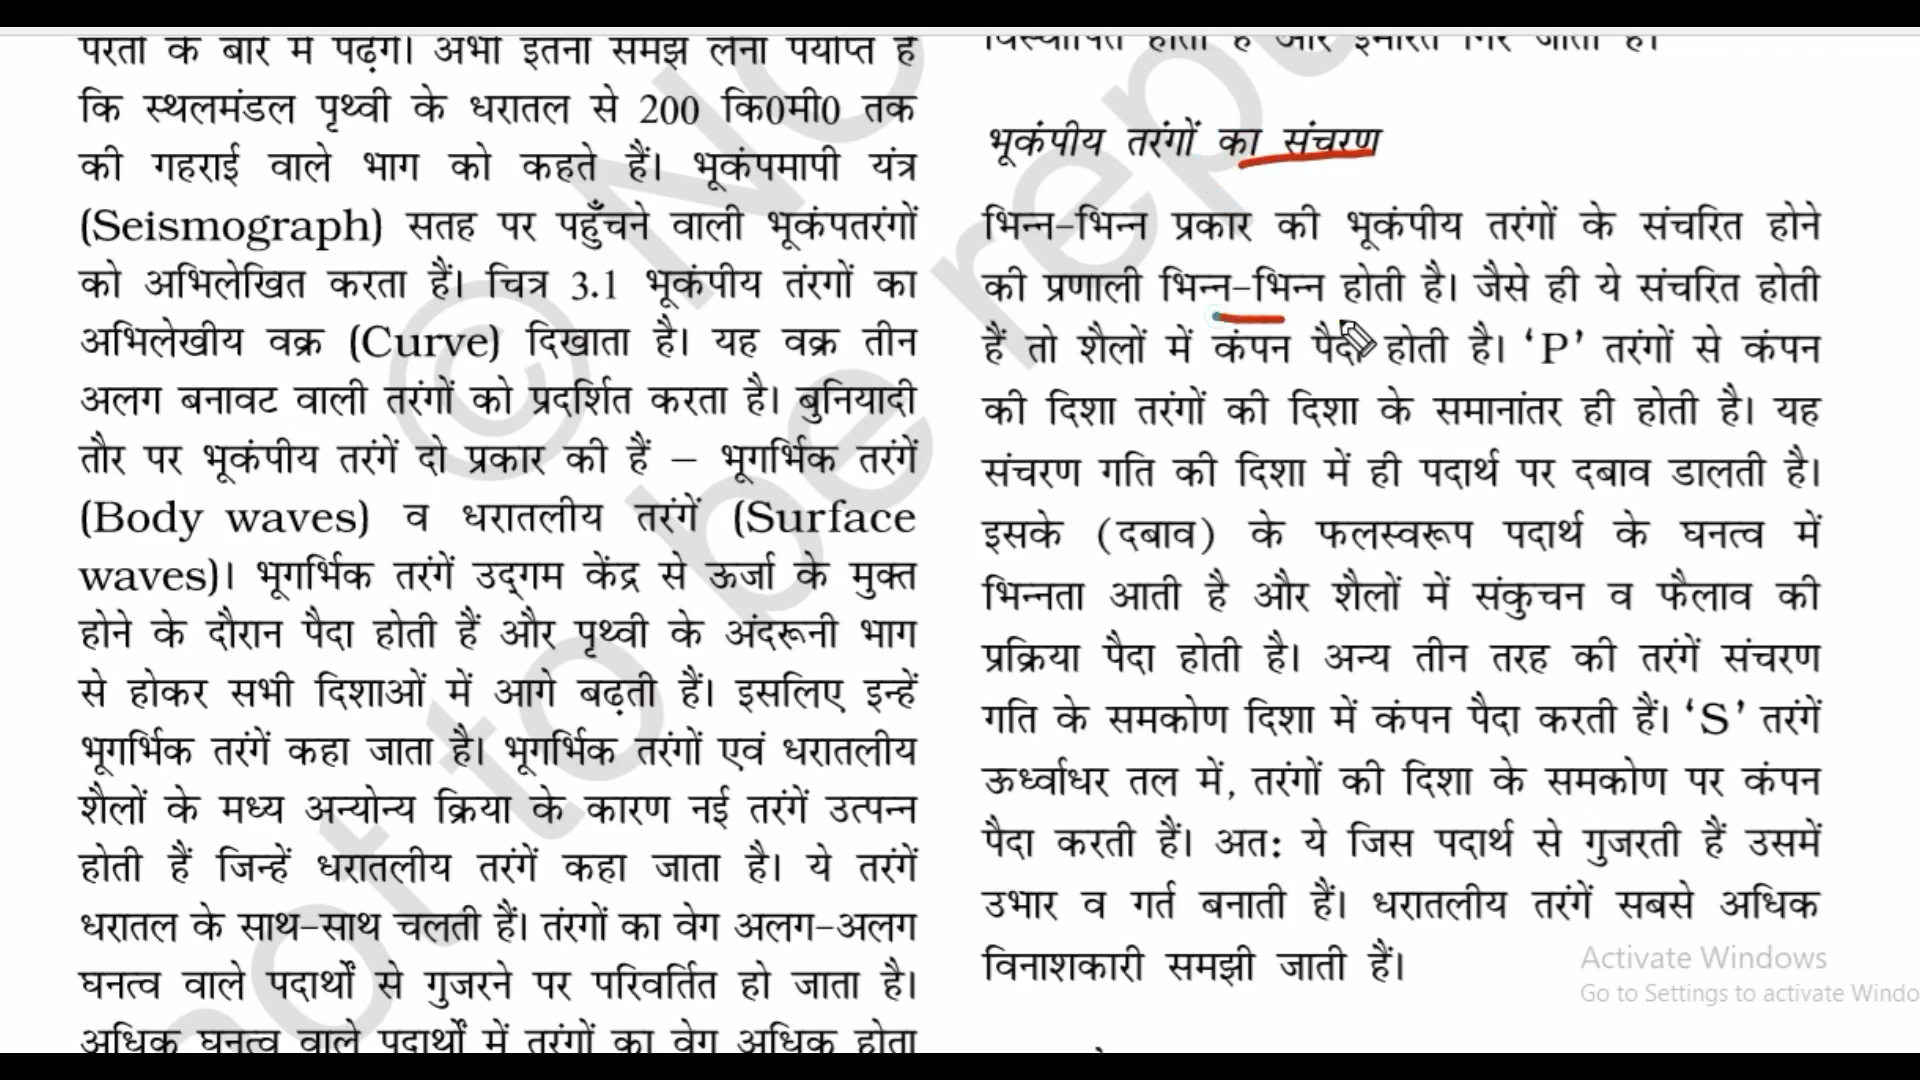 परतों के बारे में पढ़ेंगे। अभी इतना समझ लेना पर्याप्त है
कि स्थलमंडल पृथ्वी के धरातल से 200 कि0मी0 तक
की गहराई वाले भाग को कहते हैं। भूकंपमापी यंत्र
(Seismograph) सतह पर पहुँचने वाली भूकंपतरंगों
को अभिलेखित करता हैं। चित्र 3.1 भूकंपीय तरंगों का
अभिलेखीय वक्र (Curve) दिखाता है। यह वक्र तीन
अलग बनावट वाली तरंगों को प्रदर्शित करता है। बुनियादी
तौर पर भूकंपीय तरंगें दो प्रकार की हैं – भूगर्भिक तरंगें
(Body waves) व धरातलीय तरंगें (Surface
waves)। भूगर्भिक तरंगें उद्गम केंद्र से ऊर्जा के मुक्त
होने के दौरान पैदा होती हैं और पृथ्वी के अंदरूनी भाग
से होकर सभी दिशाओं में आगे बढ़ती हैं। इसलिए इन्हें
भूगर्भिक तरंगें कहा जाता है। भूगर्भिक तरंगों एवं धरातलीय
शैलों के मध्य अन्योन्य क्रिया के कारण नई तरंगें उत्पन्न
होती हैं जिन्हें धरातलीय तरंगें कहा जाता है। ये तरंगें
धरातल के साथ-साथ चलती हैं। तंरगों का वेग अलग-अलग
घनत्व वाले पदार्थों से गुजरने पर परिवर्तित हो जाता है।
अधिक घनत्व वाले पदार्थों में तरंगों का वेग अधिक होता
विस्थापित होती है और इमारतें गिर जाती हैं।
भूकंपीय तरंगों का संचरण
भिन्न-भिन्न प्रकार की भूकंपीय तरंगों के संचरित होने
की प्रणाली भिन्न-भिन्न होती है। जैसे ही ये संचरित होती
हैं तो शैलों में कंपन पैदा होती है। ‘P’ तरंगों से कंपन
की दिशा तरंगों की दिशा के समानांतर ही होती है। यह
संचरण गति की दिशा में ही पदार्थ पर दबाव डालती है।
इसके (दबाव) के फलस्वरूप पदार्थ के घनत्व में
भिन्नता आती है और शैलों में संकुचन व फैलाव की
प्रक्रिया पैदा होती है। अन्य तीन तरह की तरंगें संचरण
गति के समकोण दिशा में कंपन पैदा करती हैं। ‘S’ तरंगें
ऊर्ध्वाधर तल में, तरंगों की दिशा के समकोण पर कंपन
पैदा करती हैं। अत: ये जिस पदार्थ से गुजरती हैं उसमें
उभार व गर्त बनाती हैं। धरातलीय तरंगें सबसे अधिक
विनाशकारी समझी जाती हैं।
Activate Windows
Go to Settings to activate Windo